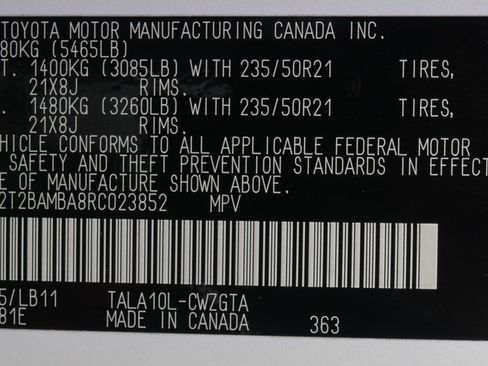 TOYOTA MOTOR MANUFACTURING CANADA INC.
80KG (5465LB)
T. 1400KG (3085LB) WITH 235/50R21 TIRES,
21X8J RIMS.
T. 1480KG (3260LB) WITH 235/50R21 TIRES,
21X8J RIMS.
HICLE CONFORMS TO ALL APPLICABLE FEDERAL MOTOR
SAFETY AND THEFT PREVENTION STANDARDS IN EFFECT
E OF MANUFACTURE SHOWN ABOVE.
2T2BAMBA8RC023852 MPV
5/LB11 TALA10L-CWZGTA
81E MADE IN CANADA 363